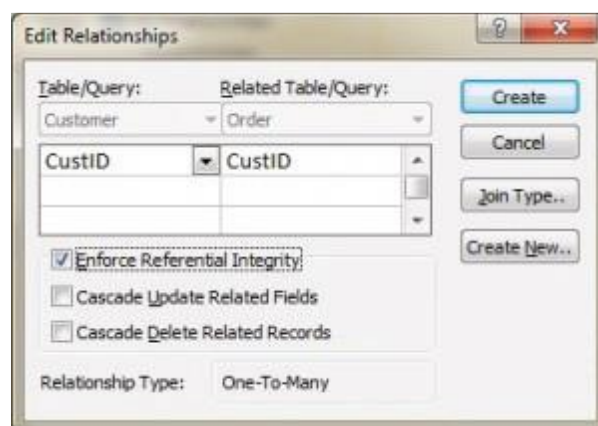 Edit Relationships
Table/Query: Related Table/Query:
Customer Order
CustID CustID
Enforce Referential Integrity
Cascade Update Related Fields
Cascade Delete Related Records
Relationship Type: One-To-Many
Create
Cancel
Join Type..
Create New..